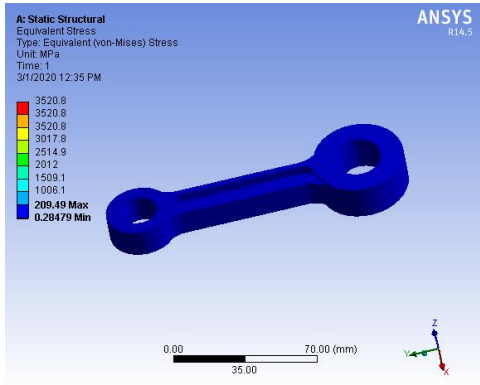 A: Static Structural
Equivalent Stress
Type: Equivalent (von-Mises) Stress
Unit: MPa
Time: 1
3/1/2020 12:35 PM
ANSYS
R14.5
3520.8
3520.8
3520.8
3017.8
2514.9
2012
1509.1
1006.1
209.49 Max
0.28479 Min
0.00
70.00 (mm)
35.00
Z
Y
X